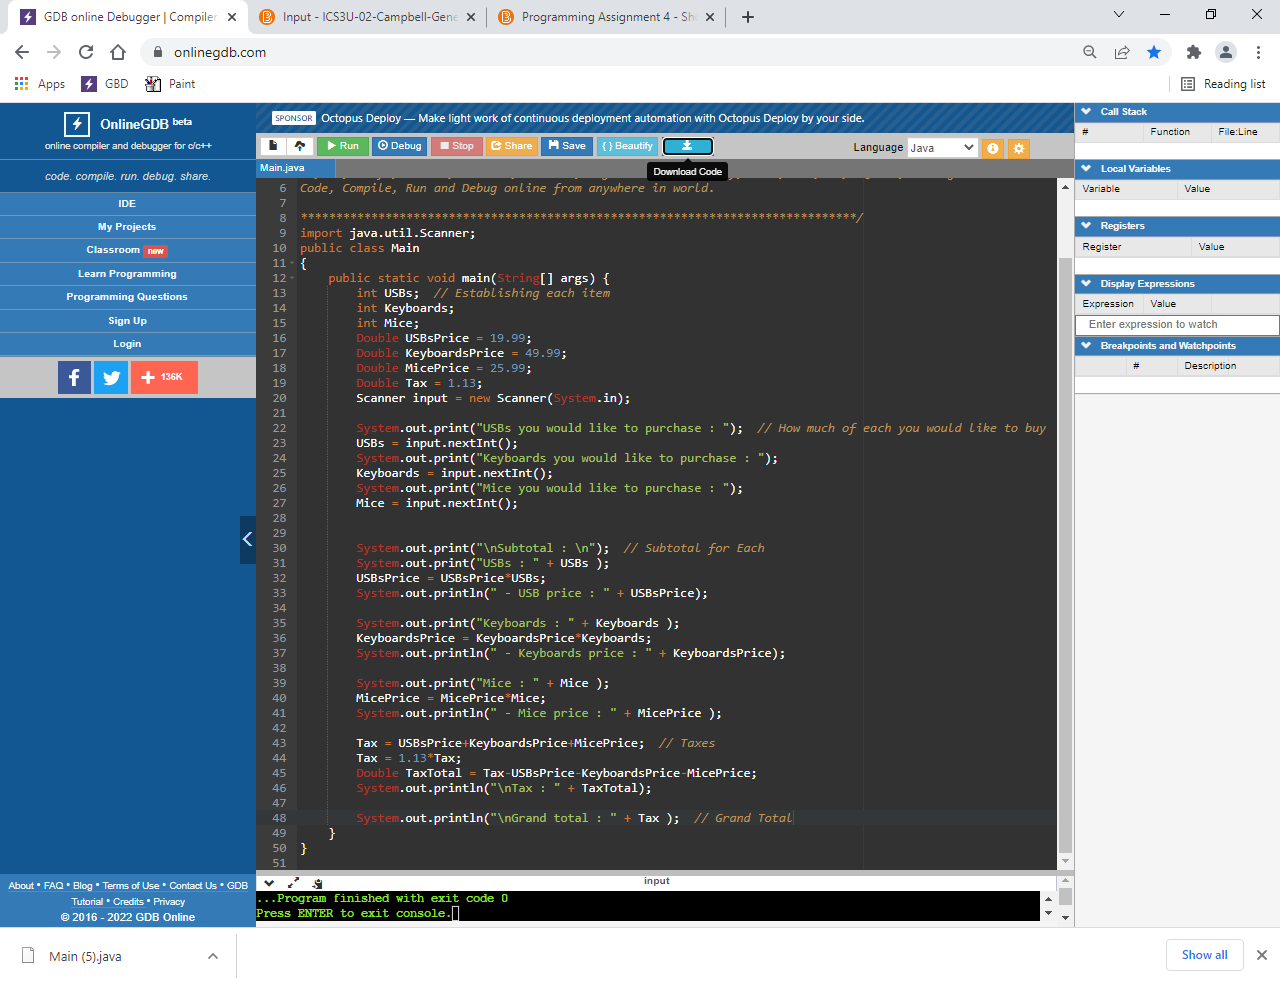 GDB online Debugger | Compiler
Input - ICS3U-02-Campbell-Gene
Programming Assignment 4 - Sh
onlinegdb.com
Apps
GBD
Paint
Reading list
OnlineGDB beta
online compiler and debugger for c/c++
code. compile. run. debug. share.
IDE
My Projects
Classroom new
Learn Programming
Programming Questions
Sign Up
Login
f
136K
About • FAQ • Blog • Terms of Use • Contact Us • GDB
Tutorial • Credits • Privacy
© 2016 - 2022 GDB Online
SPONSOR Octopus Deploy — Make light work of continuous deployment automation with Octopus Deploy by your side.
Run
Debug
Stop
Share
Save
{ } Beautify
Language Java
Download Code
Main.java
6 Code, Compile, Run and Debug online from anywhere in world.
7
8 *******************************************************************************/
9 import java.util.Scanner;
10 public class Main
11 {
12 public static void main(String[] args) {
13 int USBs; // Establishing each item
14 int Keyboards;
15 int Mice;
16 Double USBsPrice = 19.99;
17 Double KeyboardsPrice = 49.99;
18 Double MicePrice = 25.99;
19 Double Tax = 1.13;
20 Scanner input = new Scanner(System.in);
21
22 System.out.print("USBs you would like to purchase : "); // How much of each you would like to buy
23 USBs = input.nextInt();
24 System.out.print("Keyboards you would like to purchase : ");
25 Keyboards = input.nextInt();
26 System.out.print("Mice you would like to purchase : ");
27 Mice = input.nextInt();
28
29
30 System.out.print("\nSubtotal : \n"); // Subtotal for Each
31 System.out.print("USBs : " + USBs );
32 USBsPrice = USBsPrice*USBs;
33 System.out.println(" - USB price : " + USBsPrice);
34
35 System.out.print("Keyboards : " + Keyboards );
36 KeyboardsPrice = KeyboardsPrice*Keyboards;
37 System.out.println(" - Keyboards price : " + KeyboardsPrice);
38
39 System.out.print("Mice : " + Mice );
40 MicePrice = MicePrice*Mice;
41 System.out.println(" - Mice price : " + MicePrice );
42
43 Tax = USBsPrice+KeyboardsPrice+MicePrice; // Taxes
44 Tax = 1.13*Tax;
45 Double TaxTotal = Tax-USBsPrice-KeyboardsPrice-MicePrice;
46 System.out.println("\nTax : " + TaxTotal);
47
48 System.out.println("\nGrand total : " + Tax ); // Grand Total
49 }
50 }
51
input
...Program finished with exit code 0
Press ENTER to exit console.
Call Stack
# Function File:Line
Local Variables
Variable Value
Registers
Register Value
Display Expressions
Expression Value
Enter expression to watch
Breakpoints and Watchpoints
# Description
Main (5).java
Show all